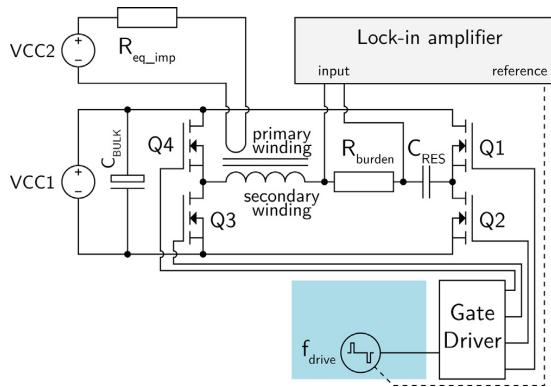 Lock-in amplifier
input
reference
VCC2
R_eq_imp
VCC1
C_BULK
Q4
primary
winding
R_burden
C_RES
Q1
secondary
winding
Q3
Q2
Gate
Driver
f_drive